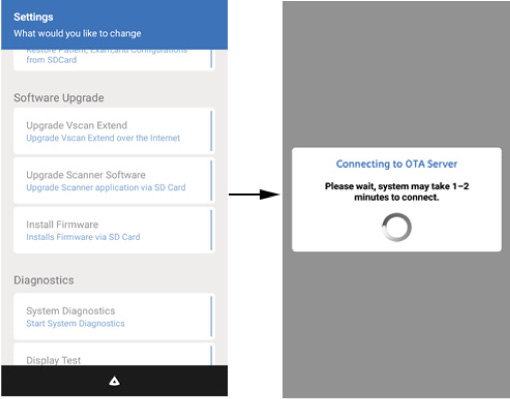 Settings
What would you like to change
Restore Patient, Exam,and Configurations
from SDCard
Software Upgrade
Upgrade Vscan Extend
Upgrade Vscan Extend over the Internet
Upgrade Scanner Software
Upgrade Scanner application via SD Card
Install Firmware
Installs Firmware via SD Card
Diagnostics
System Diagnostics
Start System Diagnostics
Display Test
Connecting to OTA Server
Please wait, system may take 1–2
minutes to connect.